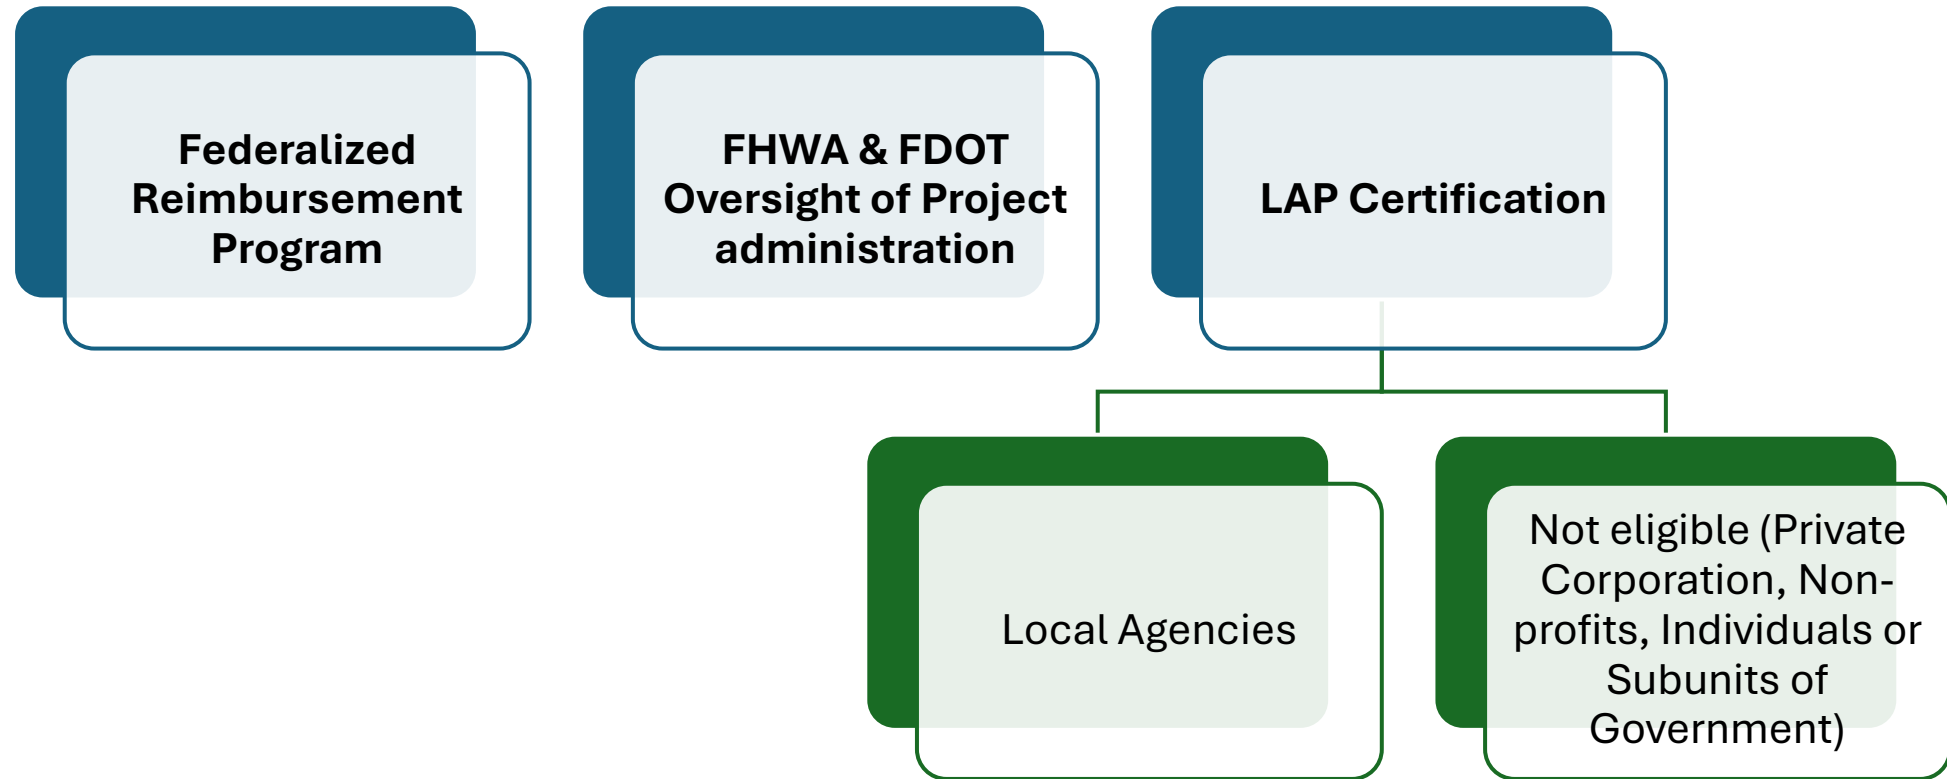 Federalized
Reimbursement
Program
FHWA & FDOT
Oversight of Project
administration
LAP Certification
Local Agencies
Not eligible (Private
Corporation, Non-
profits, Individuals or
Subunits of
Government)